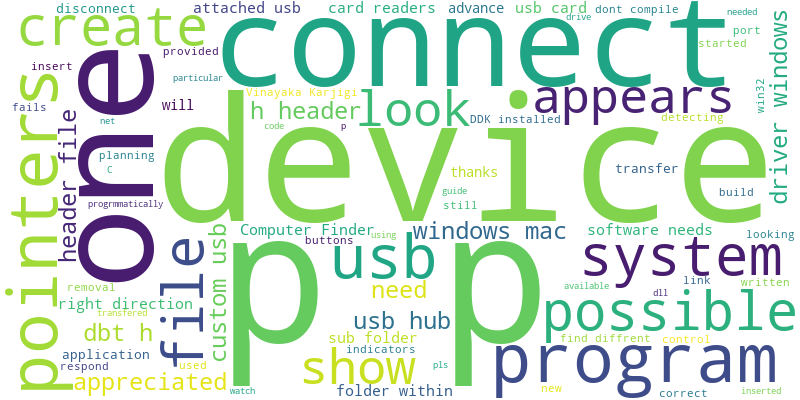 disconnect
attached usb
card readers
advance
usb card
drive
dont compile
needed
create
connect
provided
port
started
insert
particular
Vinayaka Karjigi
appears
win32
driver windows
fails
will
h header
look
DDK installed
detecting
pointers
one
header file
net
code
p
device
planning
C
thanks
transfer
progrmmatically
guide
still
build
file
custom usb
Computer Finder
buttons
using
windows mac
software needs
looking
p
p
usb
system
removal
need
available
dll
link
written
right direction
transfered
possible
dbt h
usb hub
sub folder
find diffrent
control
application
indicators
respond
used
show
pls
program
appreciated
watch
folder within
new
correct
inserted